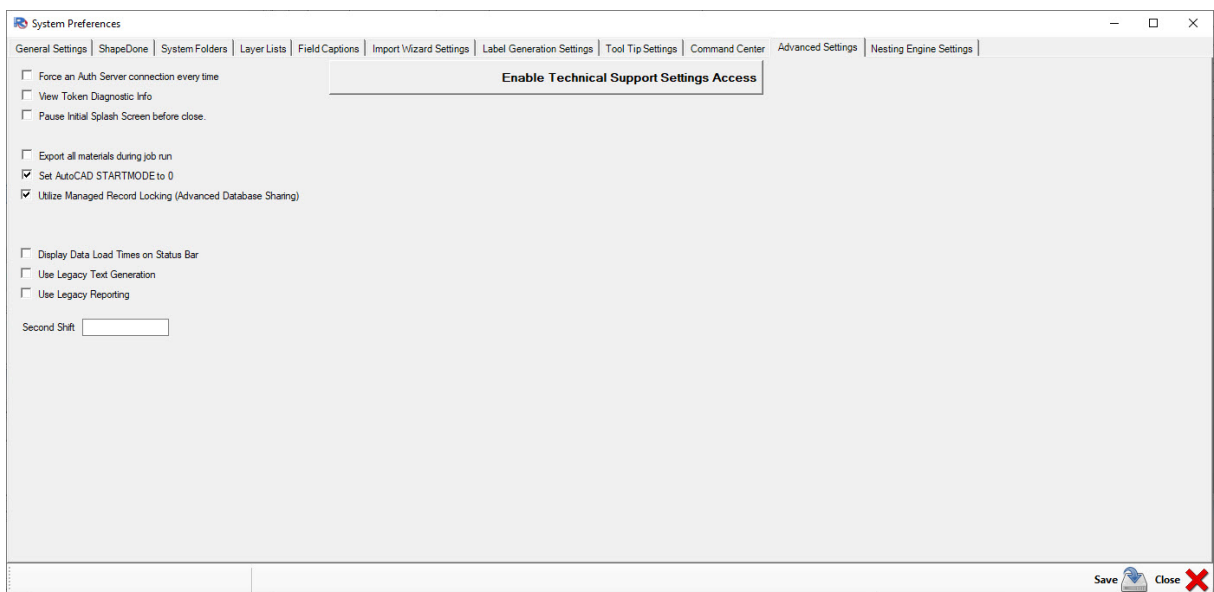 System Preferences
General Settings ShapeDone System Folders Layer Lists Field Captions Import Wizard Settings Label Generation Settings Tool Tip Settings Command Center Advanced Settings Nesting Engine Settings
Force an Auth Server connection every time
Enable Technical Support Settings Access
View Token Diagnostic Info
Pause Initial Splash Screen before close.
Export all materials during job run
Set AutoCAD STARTMODE to 0
Utilize Managed Record Locking (Advanced Database Sharing)
Display Data Load Times on Status Bar
Use Legacy Text Generation
Use Legacy Reporting
Second Shift
Save Close